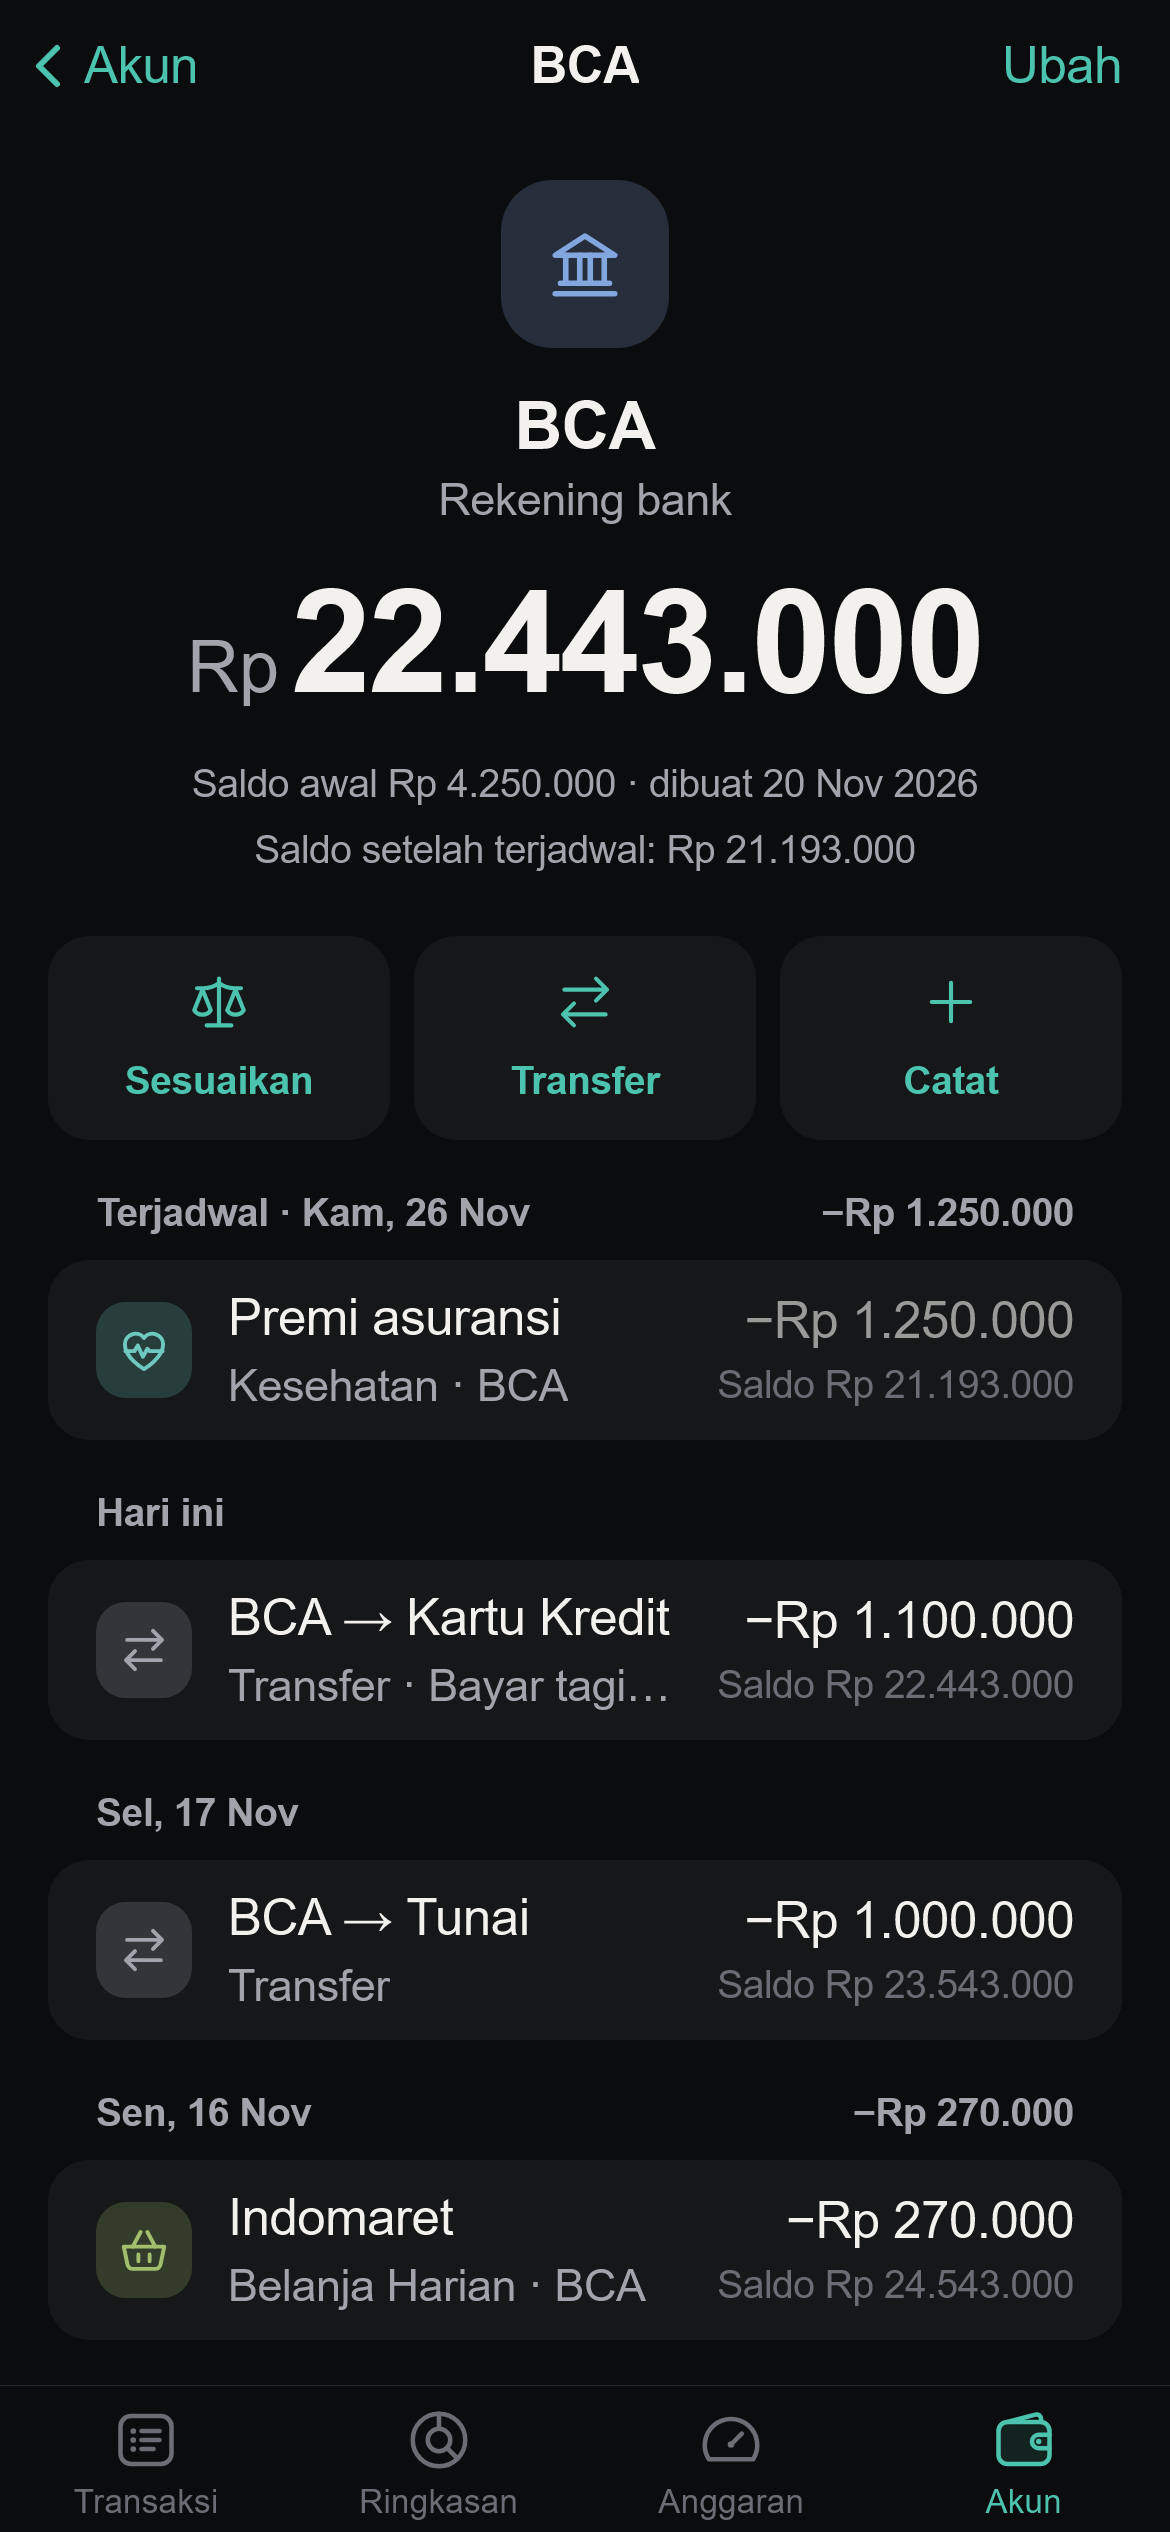 Akun
BCA
Ubah
BCA
Rekening bank
Rp 22.443.000
Saldo awal Rp 4.250.000 · dibuat 20 Nov 2026
Saldo setelah terjadwal: Rp 21.193.000
Sesuaikan
Transfer
Catat
Terjadwal · Kam, 26 Nov −Rp 1.250.000
Premi asuransi −Rp 1.250.000
Kesehatan · BCA Saldo Rp 21.193.000
Hari ini
BCA → Kartu Kredit −Rp 1.100.000
Transfer · Bayar tagi… Saldo Rp 22.443.000
Sel, 17 Nov
BCA → Tunai −Rp 1.000.000
Transfer Saldo Rp 23.543.000
Sen, 16 Nov −Rp 270.000
Indomaret −Rp 270.000
Belanja Harian · BCA Saldo Rp 24.543.000
Transaksi
Ringkasan
Anggaran
Akun